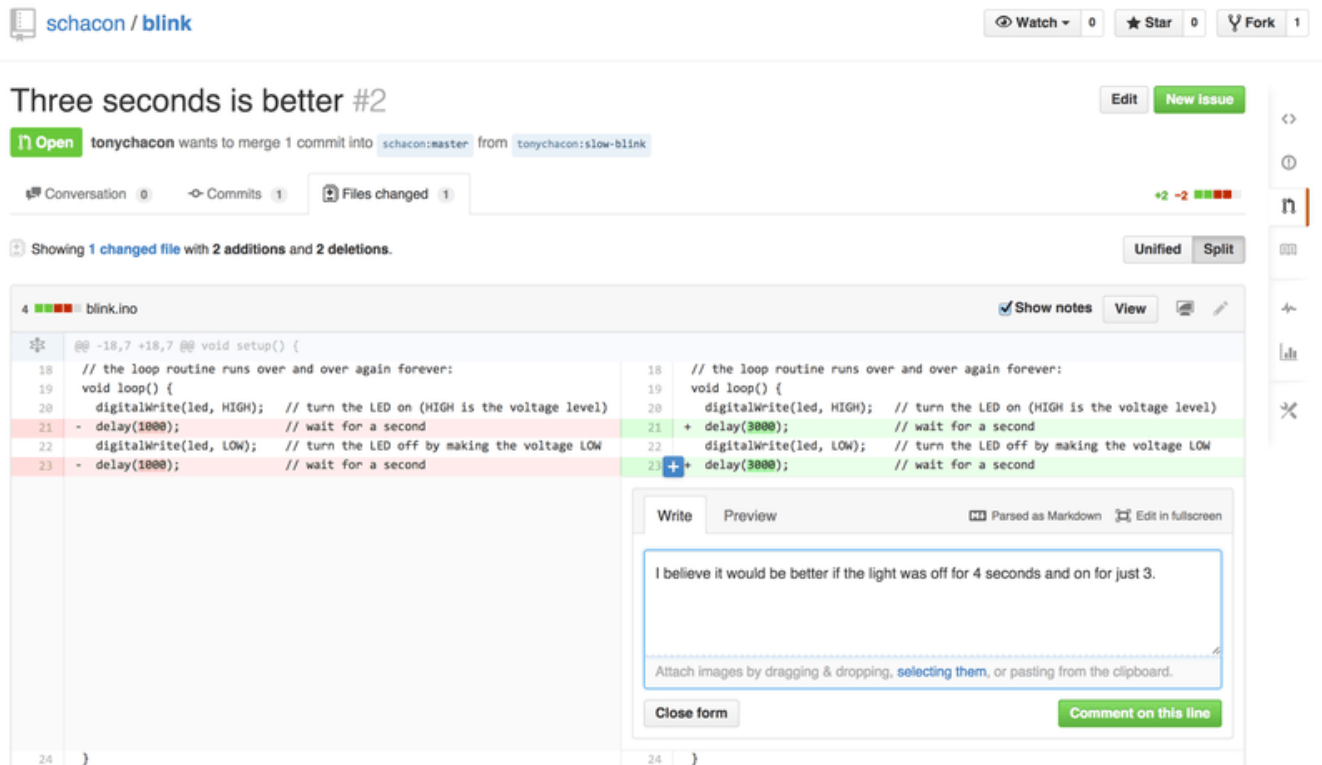 schacon / blink
Watch 0 Star 0 Fork 1
Three seconds is better #2
Edit New issue
Open tonychacon wants to merge 1 commit into schacon:master from tonychacon:slow-blink
Conversation 0 Commits 1 Files changed 1
+2 −2
Showing 1 changed file with 2 additions and 2 deletions.
Unified Split
4 blink.ino
Show notes View
@@ -18,7 +18,7 @@ void setup() {
18 // the loop routine runs over and over again forever: 18 // the loop routine runs over and over again forever:
19 void loop() { 19 void loop() {
20 digitalWrite(led, HIGH); // turn the LED on (HIGH is the voltage level) 20 digitalWrite(led, HIGH); // turn the LED on (HIGH is the voltage level)
21 - delay(1000); // wait for a second 21 + delay(3000); // wait for a second
22 digitalWrite(led, LOW); // turn the LED off by making the voltage LOW 22 digitalWrite(led, LOW); // turn the LED off by making the voltage LOW
23 - delay(1000); // wait for a second 23 + delay(3000); // wait for a second
Write Preview Parsed as Markdown Edit in fullscreen
I believe it would be better if the light was off for 4 seconds and on for just 3.
Attach images by dragging & dropping, selecting them, or pasting from the clipboard.
Close form Comment on this line
24 } 24 }